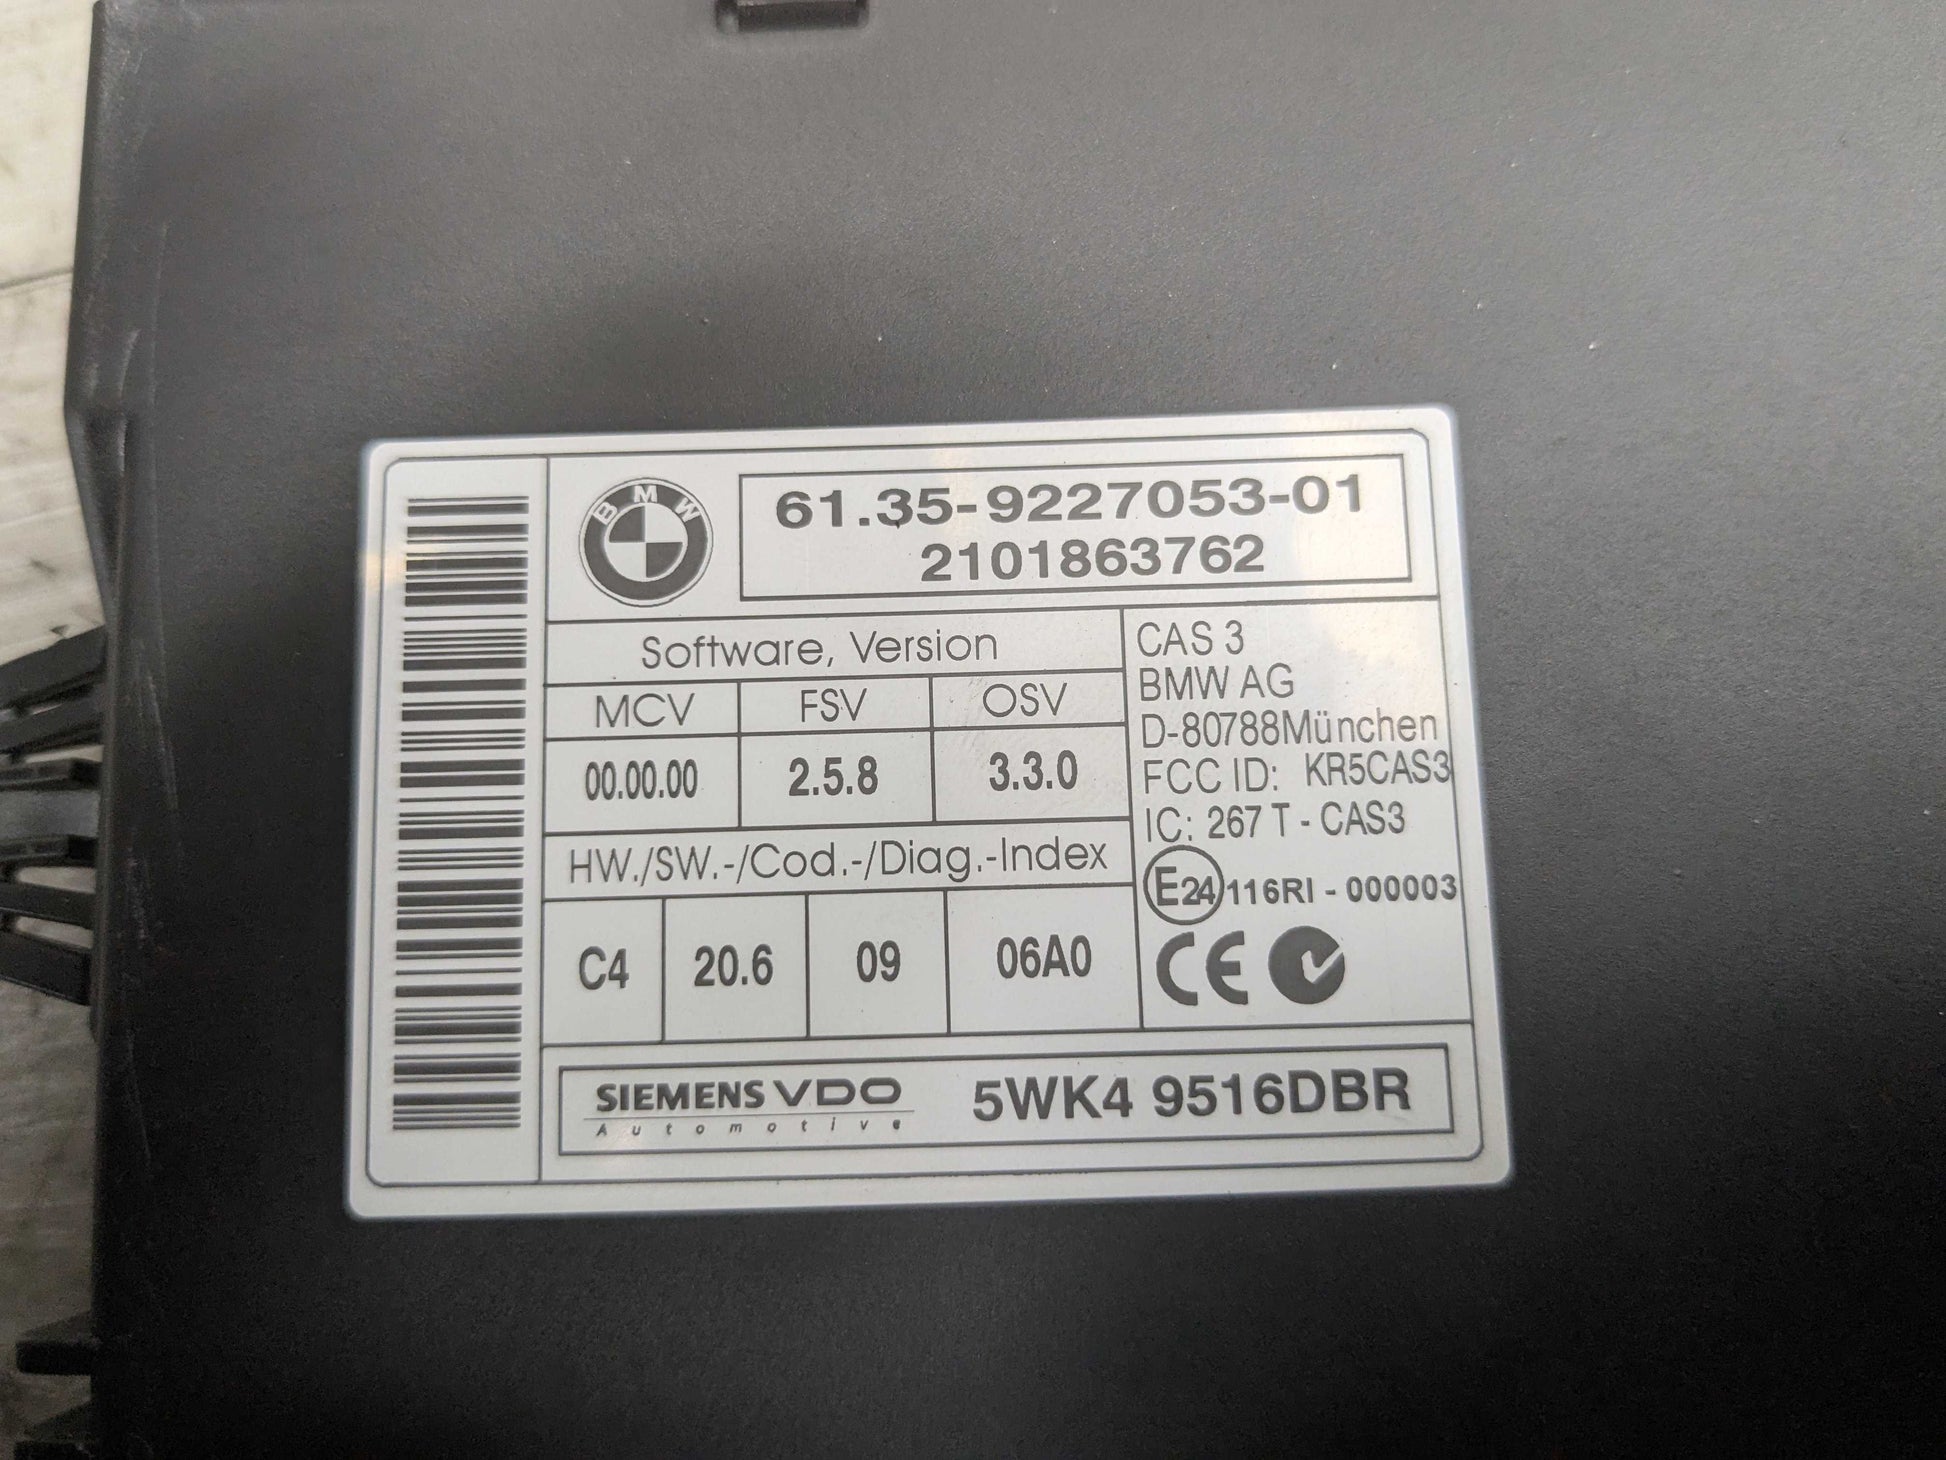 BMW
61.35-9227053-01
2101863762
Software, Version
MCV FSV OSV
00.00.00 2.5.8 3.3.0
HW./SW.-/Cod.-/Diag.-Index
C4 20.6 09 06A0
CAS 3
BMW AG
D-80788München
FCC ID: KR5CAS3
IC: 267 T - CAS3
E24 116RI - 000003
CE
SIEMENS VDO
Automotive
5WK4 9516DBR